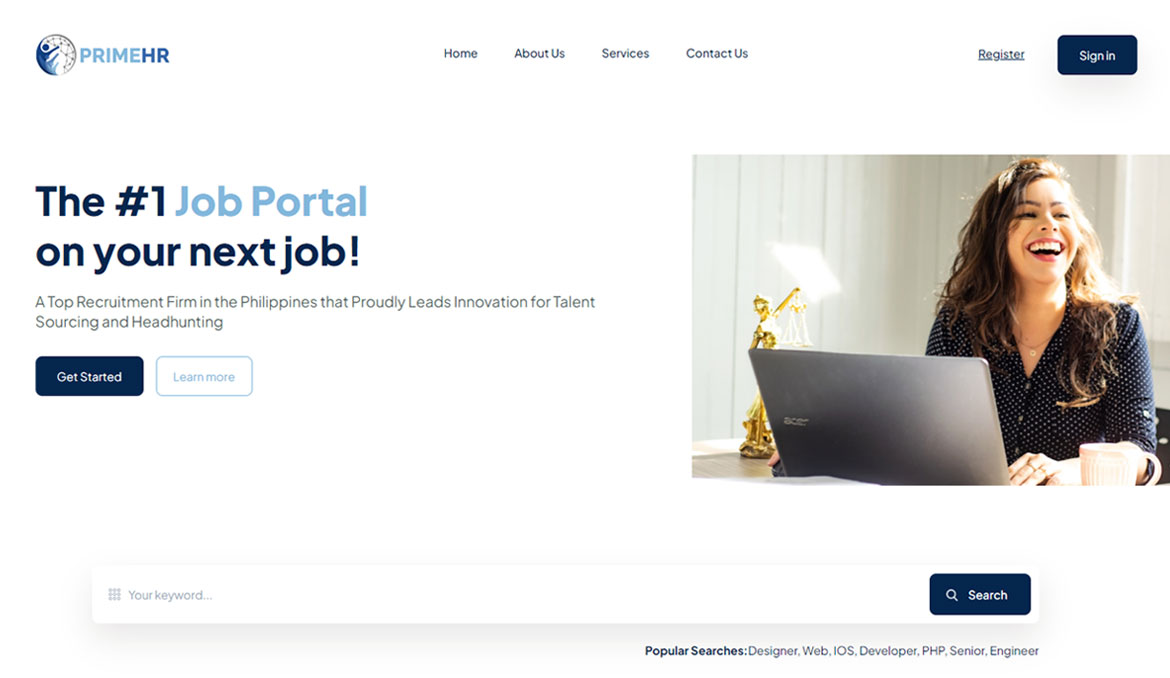 PRIMEHR
Home
About Us
Services
Contact Us
Register
Sign in
The #1 Job Portal
on your next job!
A Top Recruitment Firm in the Philippines that Proudly Leads Innovation for Talent
Sourcing and Headhunting
Get Started
Learn more
acer
Your keyword...
Search
Popular Searches: Designer, Web, IOS, Developer, PHP, Senior, Engineer